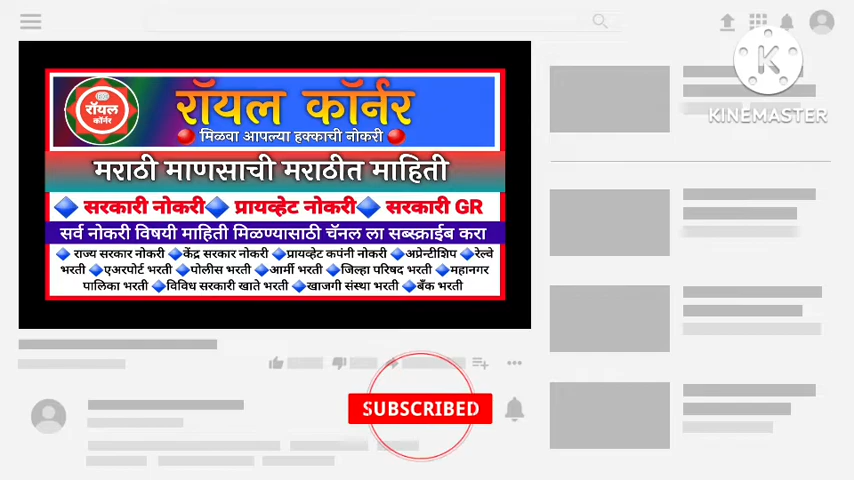 KINEMASTER
रॉयल
कॉर्नर
रॉयल कॉर्नर
मिळवा आपल्या हक्काची नोकरी
मराठी माणसाची मराठीत माहिती
सरकारी नोकरी प्रायव्हेट नोकरी सरकारी GR
सर्व नोकरी विषयी माहिती मिळण्यासाठी चॅनल ला सब्स्क्राईब करा
राज्य सरकार नोकरी केंद्र सरकार नोकरी प्रायव्हेट कंपनी नोकरी अप्रेन्टीशिप रेल्वे
भरती एअरपोर्ट भरती पोलीस भरती आर्मी भरती जिल्हा परिषद भरती महानगर
पालिका भरती विविध सरकारी खाते भरती खाजगी संस्था भरती बँक भरती
SUBSCRIBED